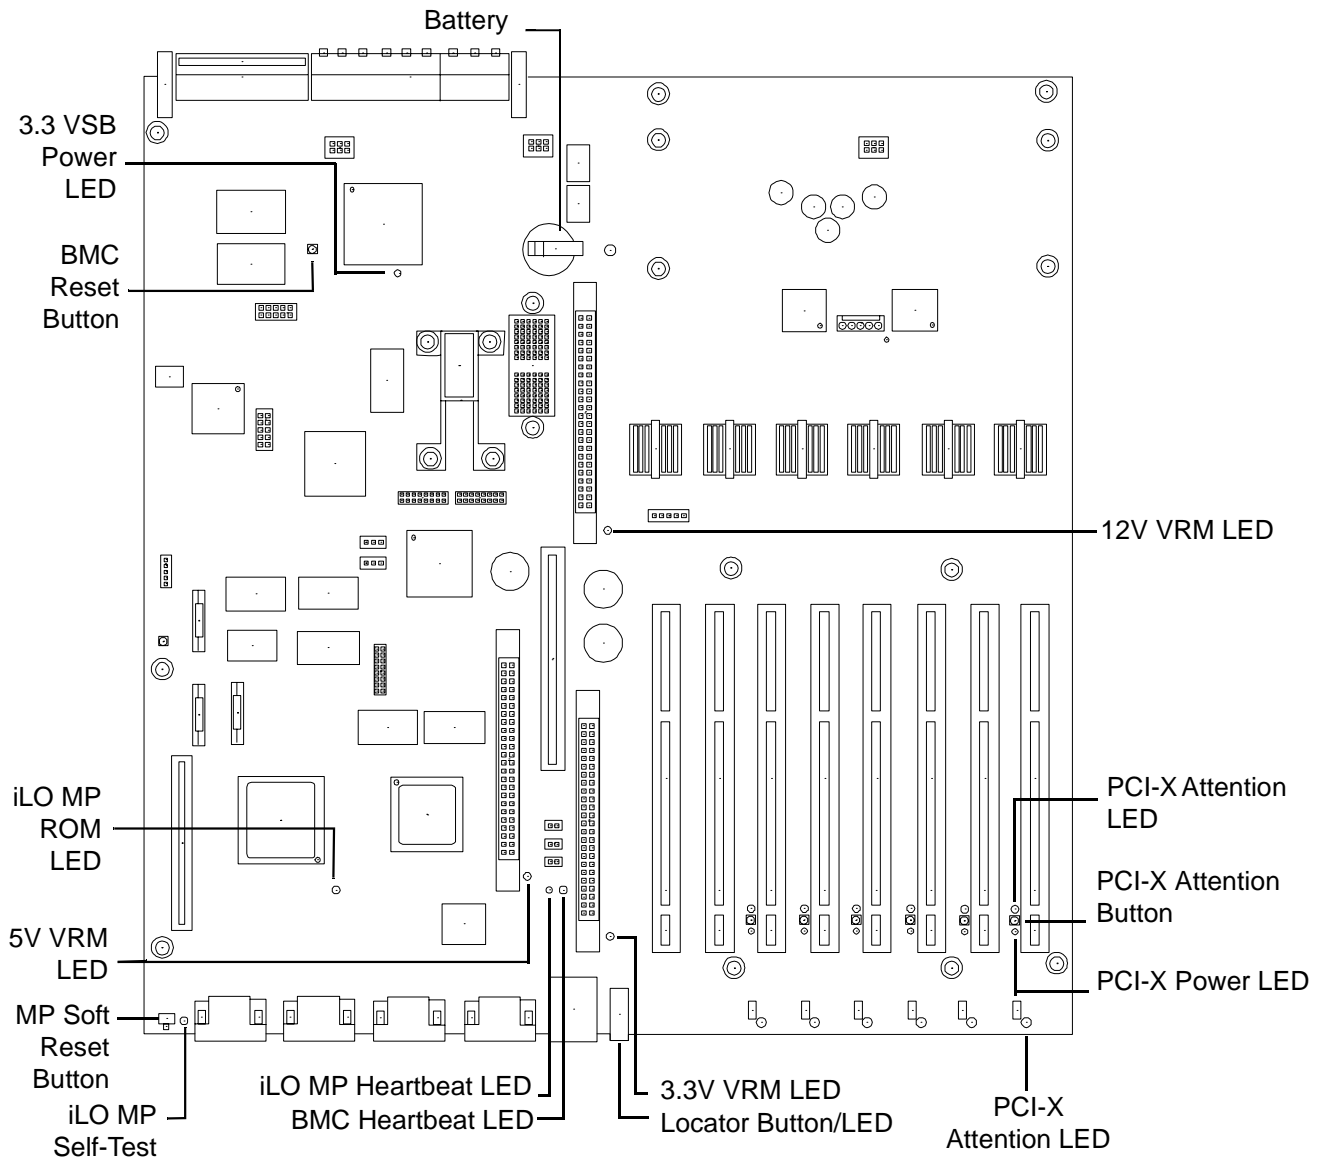 Battery
3.3 VSB
Power
LED
BMC
Reset
Button
12V VRM LED
iLO MP
ROM
LED
PCI-X Attention
LED
PCI-X Attention
Button
5V VRM
LED
PCI-X Power LED
MP Soft
Reset
Button
iLO MP Heartbeat LED
BMC Heartbeat LED
3.3V VRM LED
Locator Button/LED
iLO MP
Self-Test
PCI-X
Attention LED